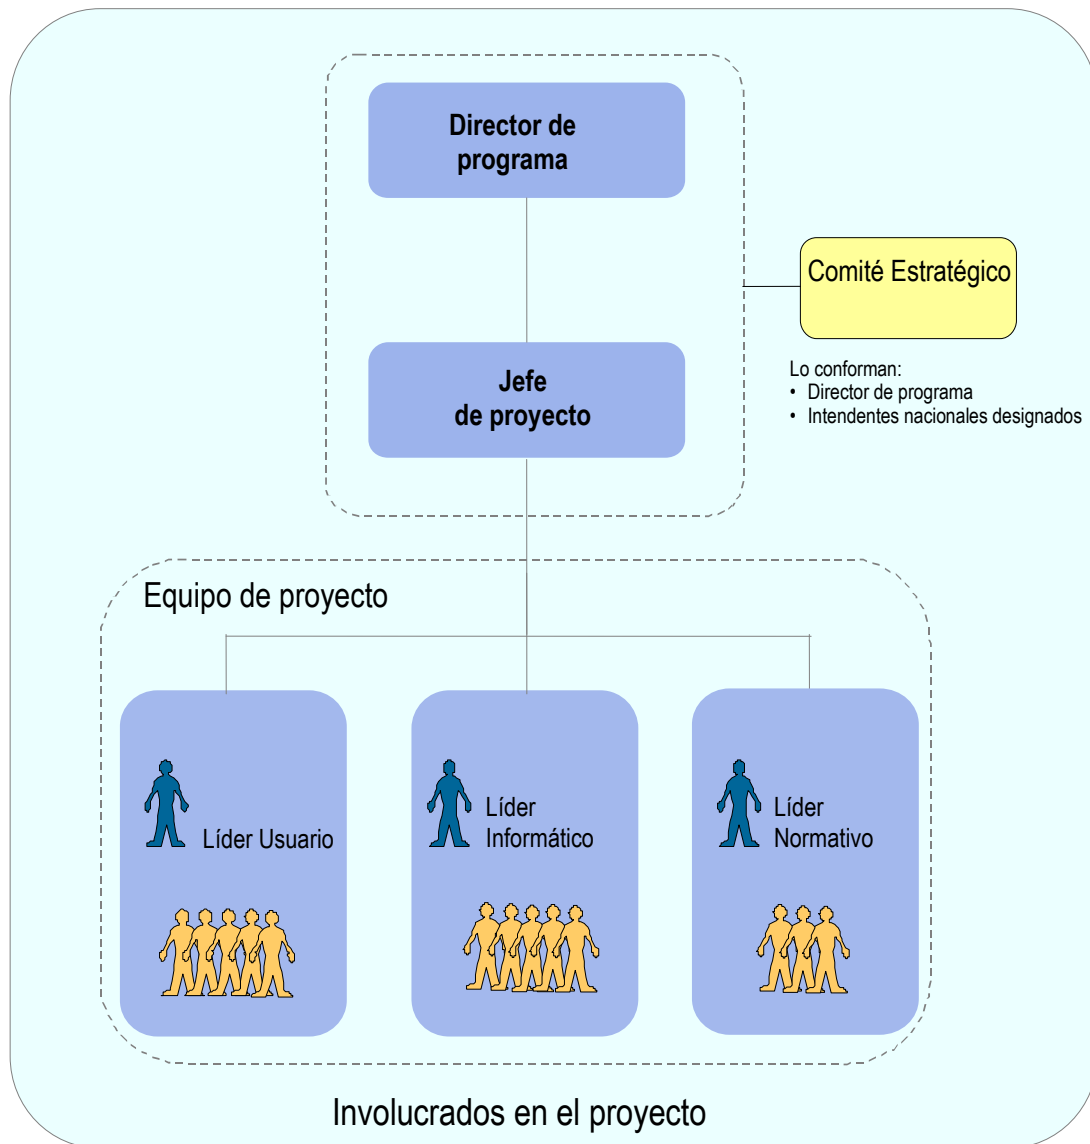 Director de
programa
Comité Estratégico
Jefe
de proyecto
Lo conforman:
• Director de programa
• Intendentes nacionales designados
Equipo de proyecto
Líder Usuario
Líder
Informático
Líder
Normativo
Involucrados en el proyecto